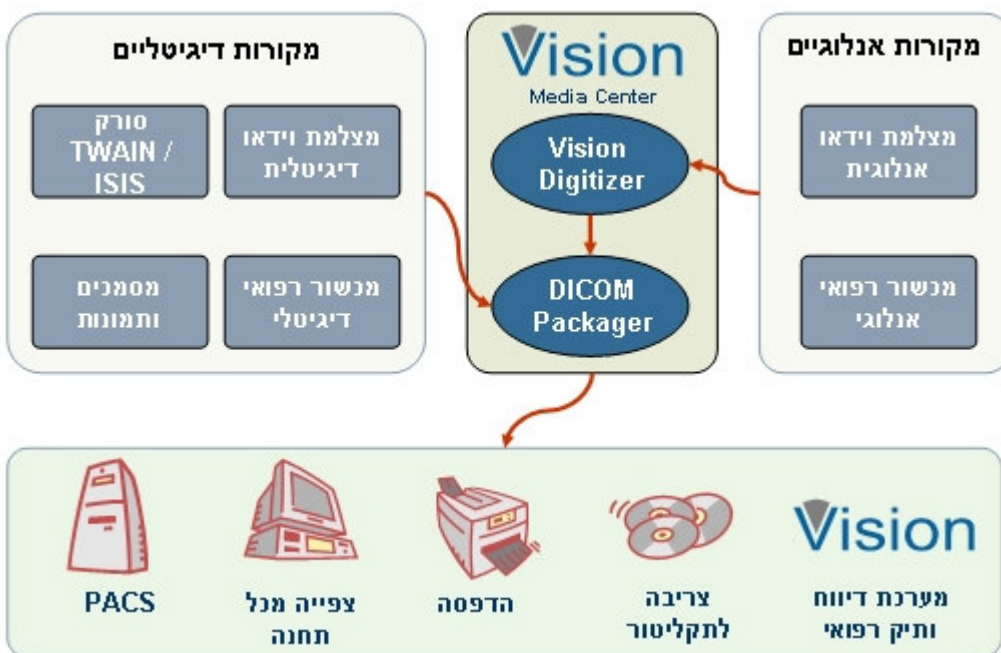 מקורות אנלוגיים
מצלמת וידאו
אנלוגית
מכשור רפואי
אנלוגי
Vision
Media Center
Vision
Digitizer
DICOM
Packager
מקורות דיגיטליים
מצלמת וידאו
דיגיטלית
סורק
TWAIN /
ISIS
מכשור רפואי
דיגיטלי
מסמכים
ותמונות
Vision
מערכת דיווח
ותיק רפואי
צריבה
לתקליטור
הדפסה
צפייה מכל
תחנה
PACS